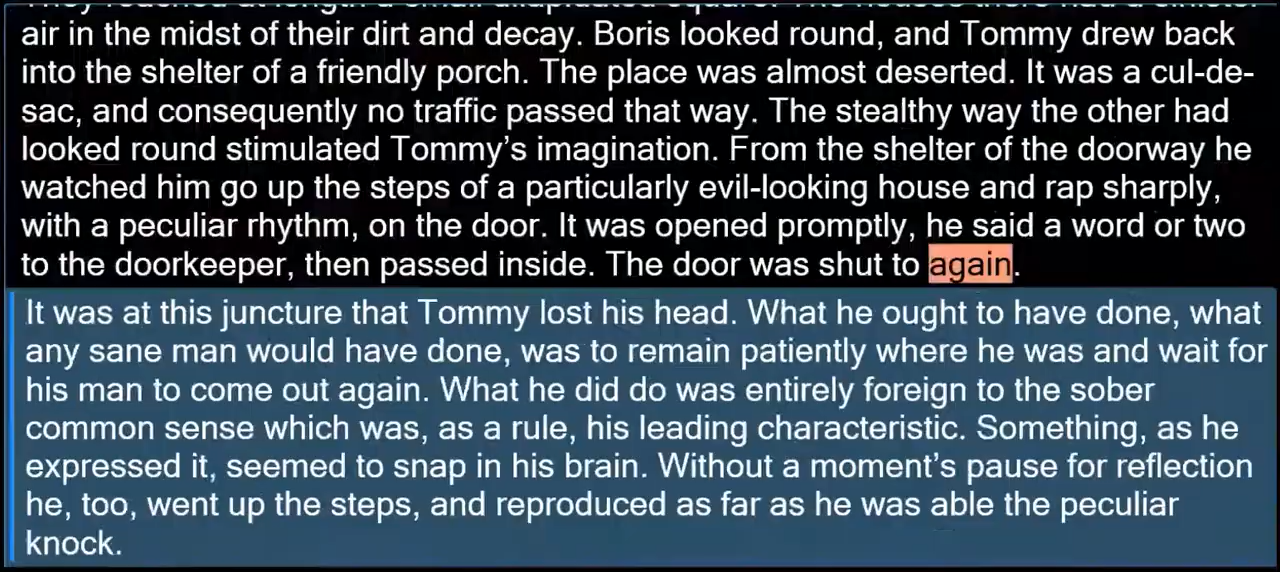 air in the midst of their dirt and decay. Boris looked round, and Tommy drew back
into the shelter of a friendly porch. The place was almost deserted. It was a cul-de-
sac, and consequently no traffic passed that way. The stealthy way the other had
looked round stimulated Tommy’s imagination. From the shelter of the doorway he
watched him go up the steps of a particularly evil-looking house and rap sharply,
with a peculiar rhythm, on the door. It was opened promptly, he said a word or two
to the doorkeeper, then passed inside. The door was shut to again.
It was at this juncture that Tommy lost his head. What he ought to have done, what
any sane man would have done, was to remain patiently where he was and wait for
his man to come out again. What he did do was entirely foreign to the sober
common sense which was, as a rule, his leading characteristic. Something, as he
expressed it, seemed to snap in his brain. Without a moment’s pause for reflection
he, too, went up the steps, and reproduced as far as he was able the peculiar
knock.